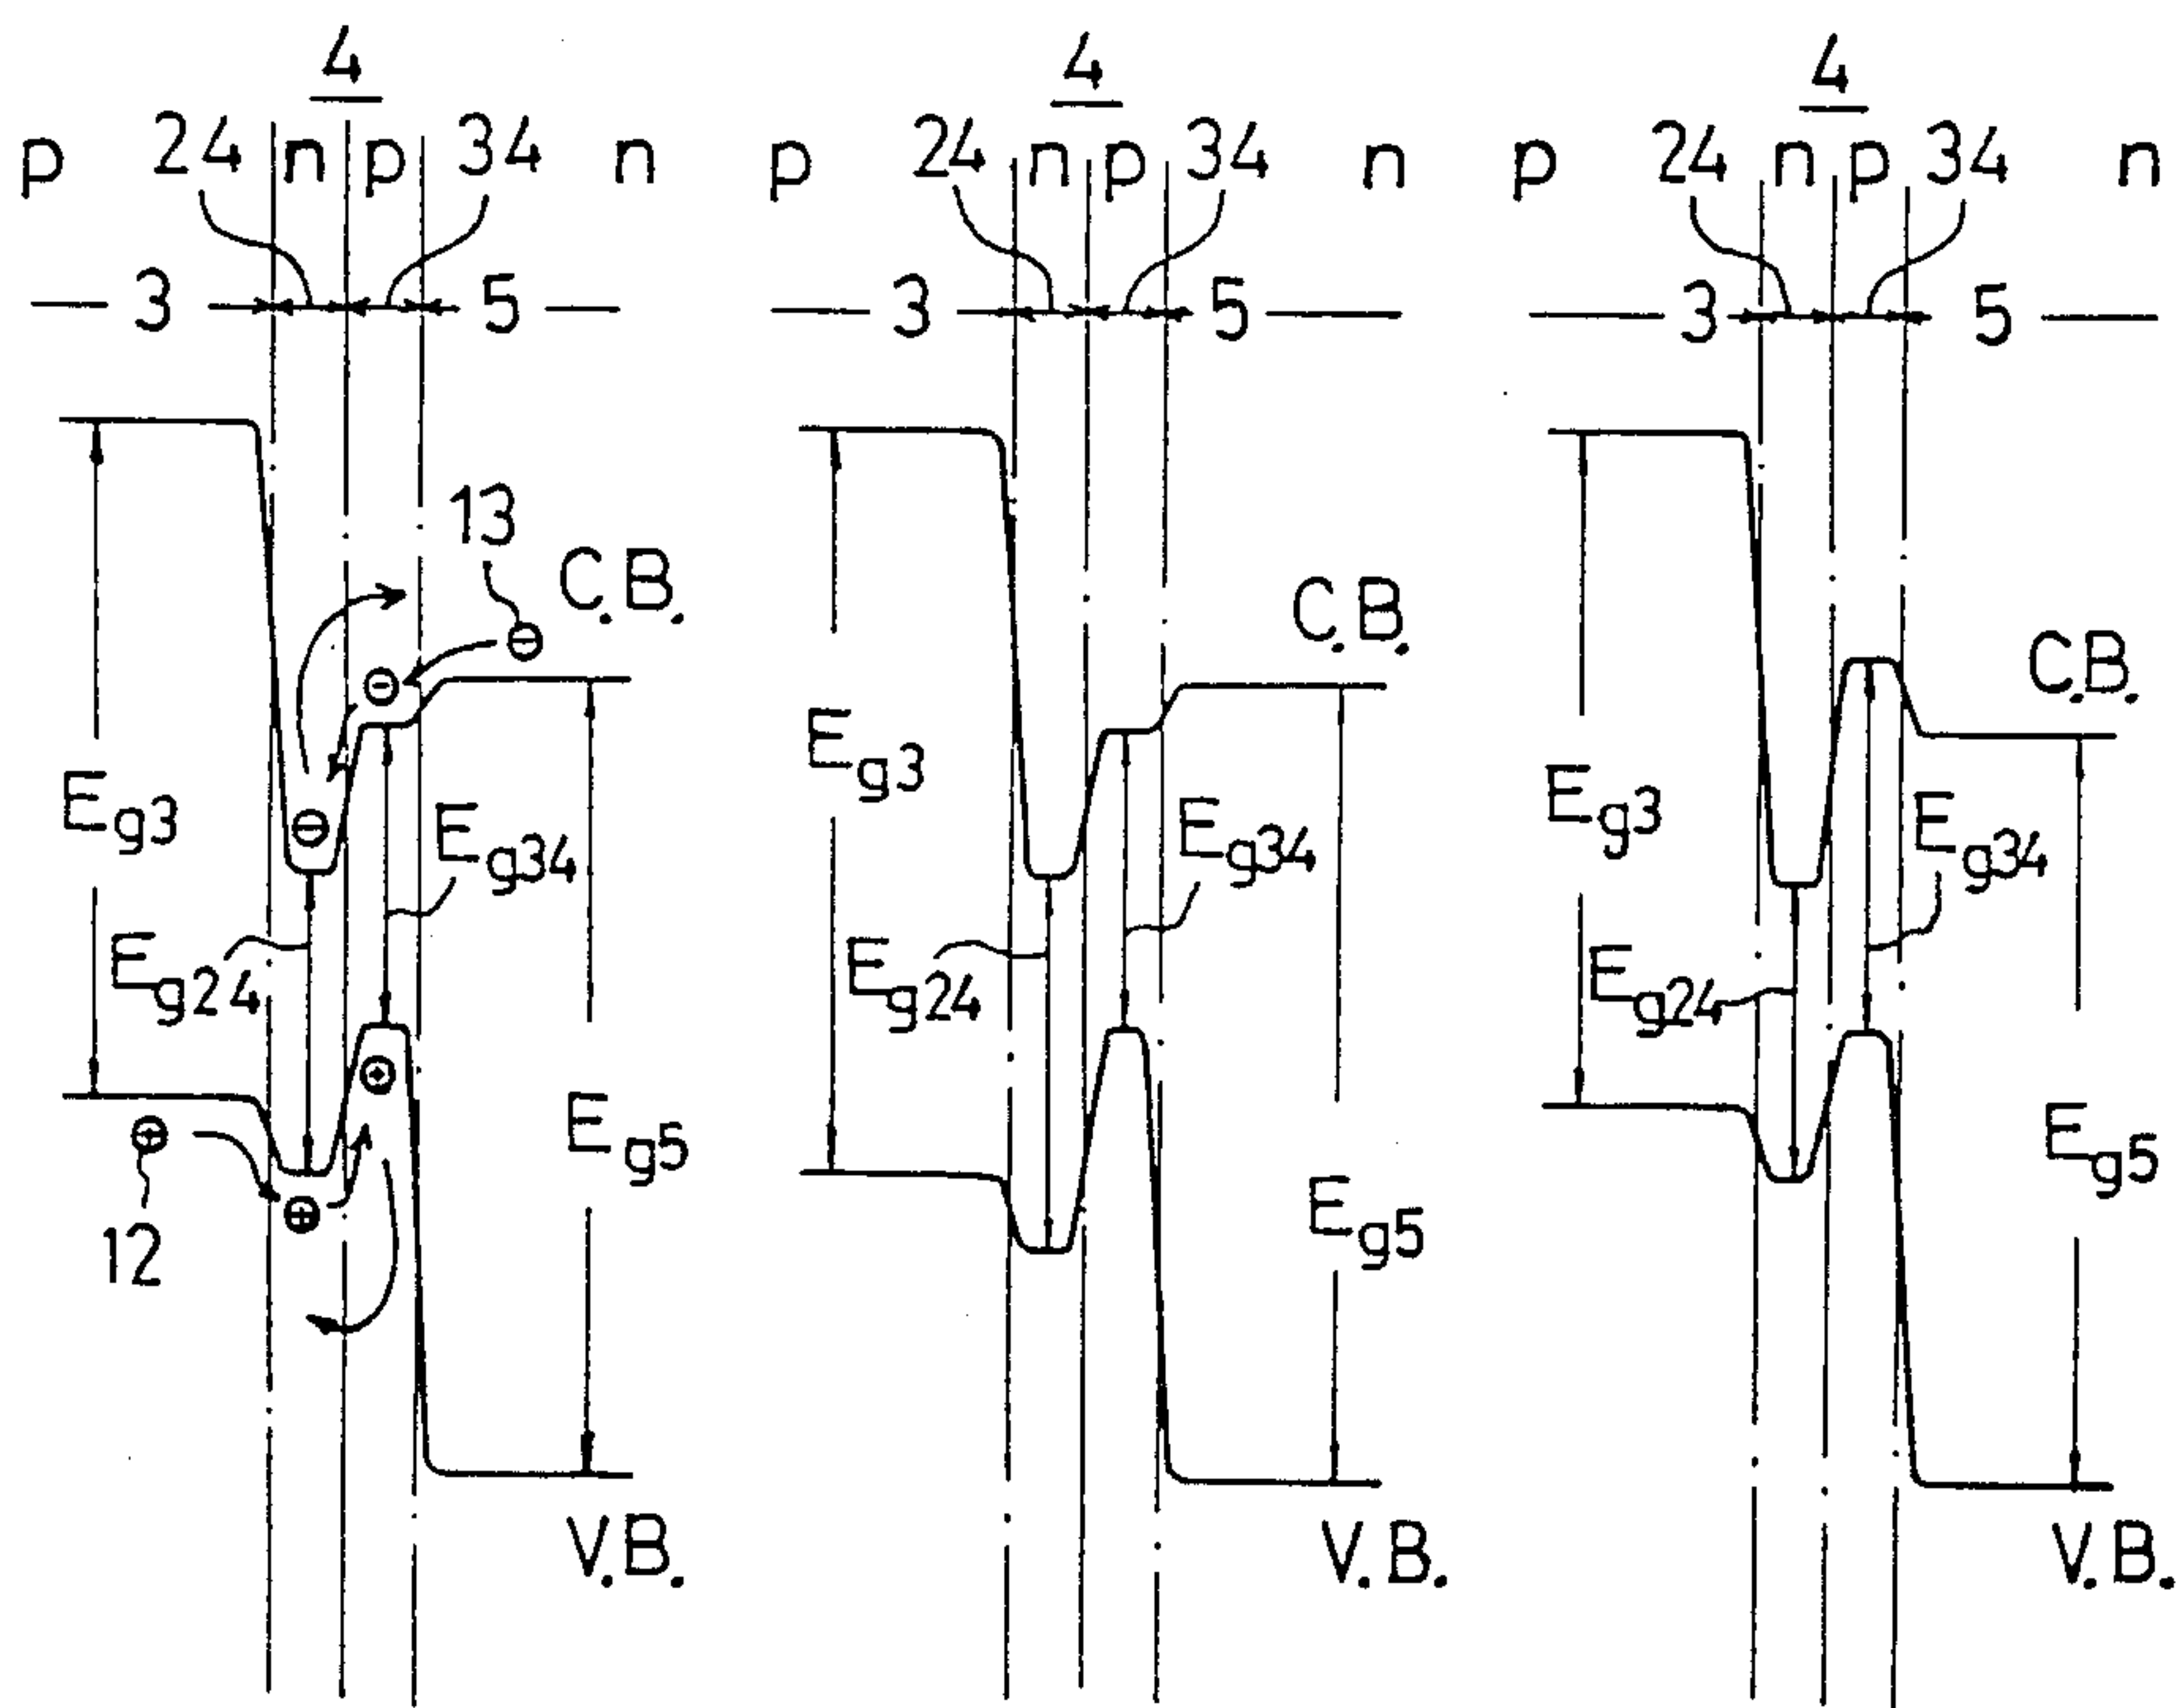 4 4 4
p 24 n p 34 n p 24 n p 34 n p 24 n p 34 n
3 5 3 5 3 5
13
C.B. C.B. C.B.
Eg3 Eg34 Eg3 Eg34 Eg3 Eg34
Eg24 Eg24 Eg24
12 Eg5 Eg5 Eg5
V.B. V.B. V.B.